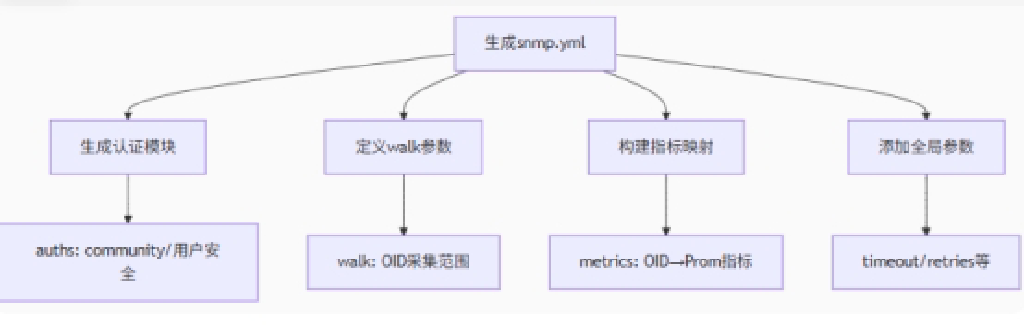 生成snmp.yml
生成认证模块
定义walk参数
构建指标映射
添加全局参数
auths: community/用户安
全
walk: OID采集范围
metrics: OID→Prom指标
timeout/retries等